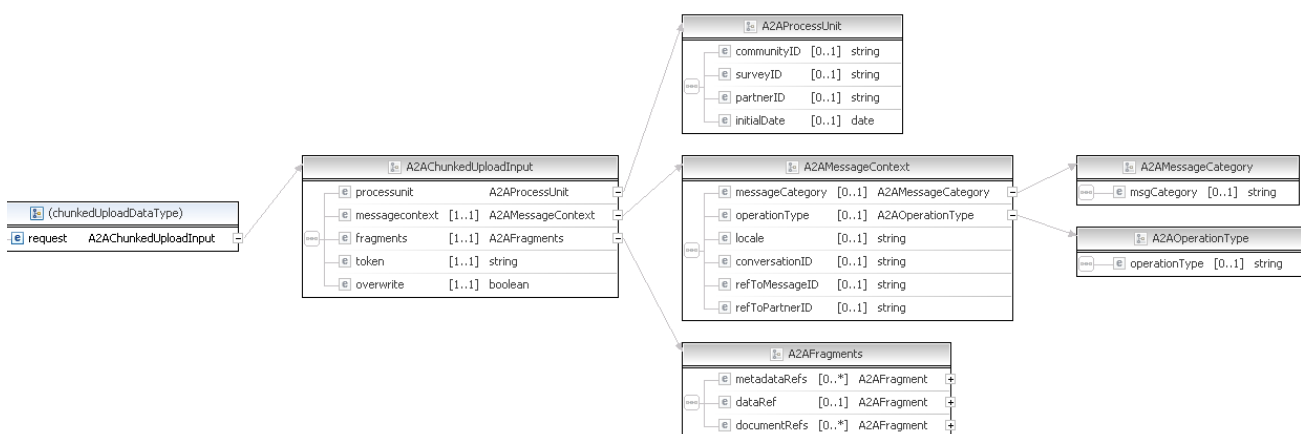 A2AProcessUnit
communityID [0..1] string
surveyID [0..1] string
partnerID [0..1] string
initialDate [0..1] date
(chunkedUploadDataType)
request A2AChunkedUploadInput
A2AChunkedUploadInput
processunit A2AProcessUnit
messagecontext [1..1] A2AMessageContext
fragments [1..1] A2AFragments
token [1..1] string
overwrite [1..1] boolean
A2AMessageContext
messageCategory [0..1] A2AMessageCategory
operationType [0..1] A2AOperationType
locale [0..1] string
conversationID [0..1] string
refToMessageID [0..1] string
refToPartnerID [0..1] string
A2AMessageCategory
msgCategory [0..1] string
A2AOperationType
operationType [0..1] string
A2AFragments
metadataRefs [0..*] A2AFragment
dataRef [0..1] A2AFragment
documentRefs [0..*] A2AFragment